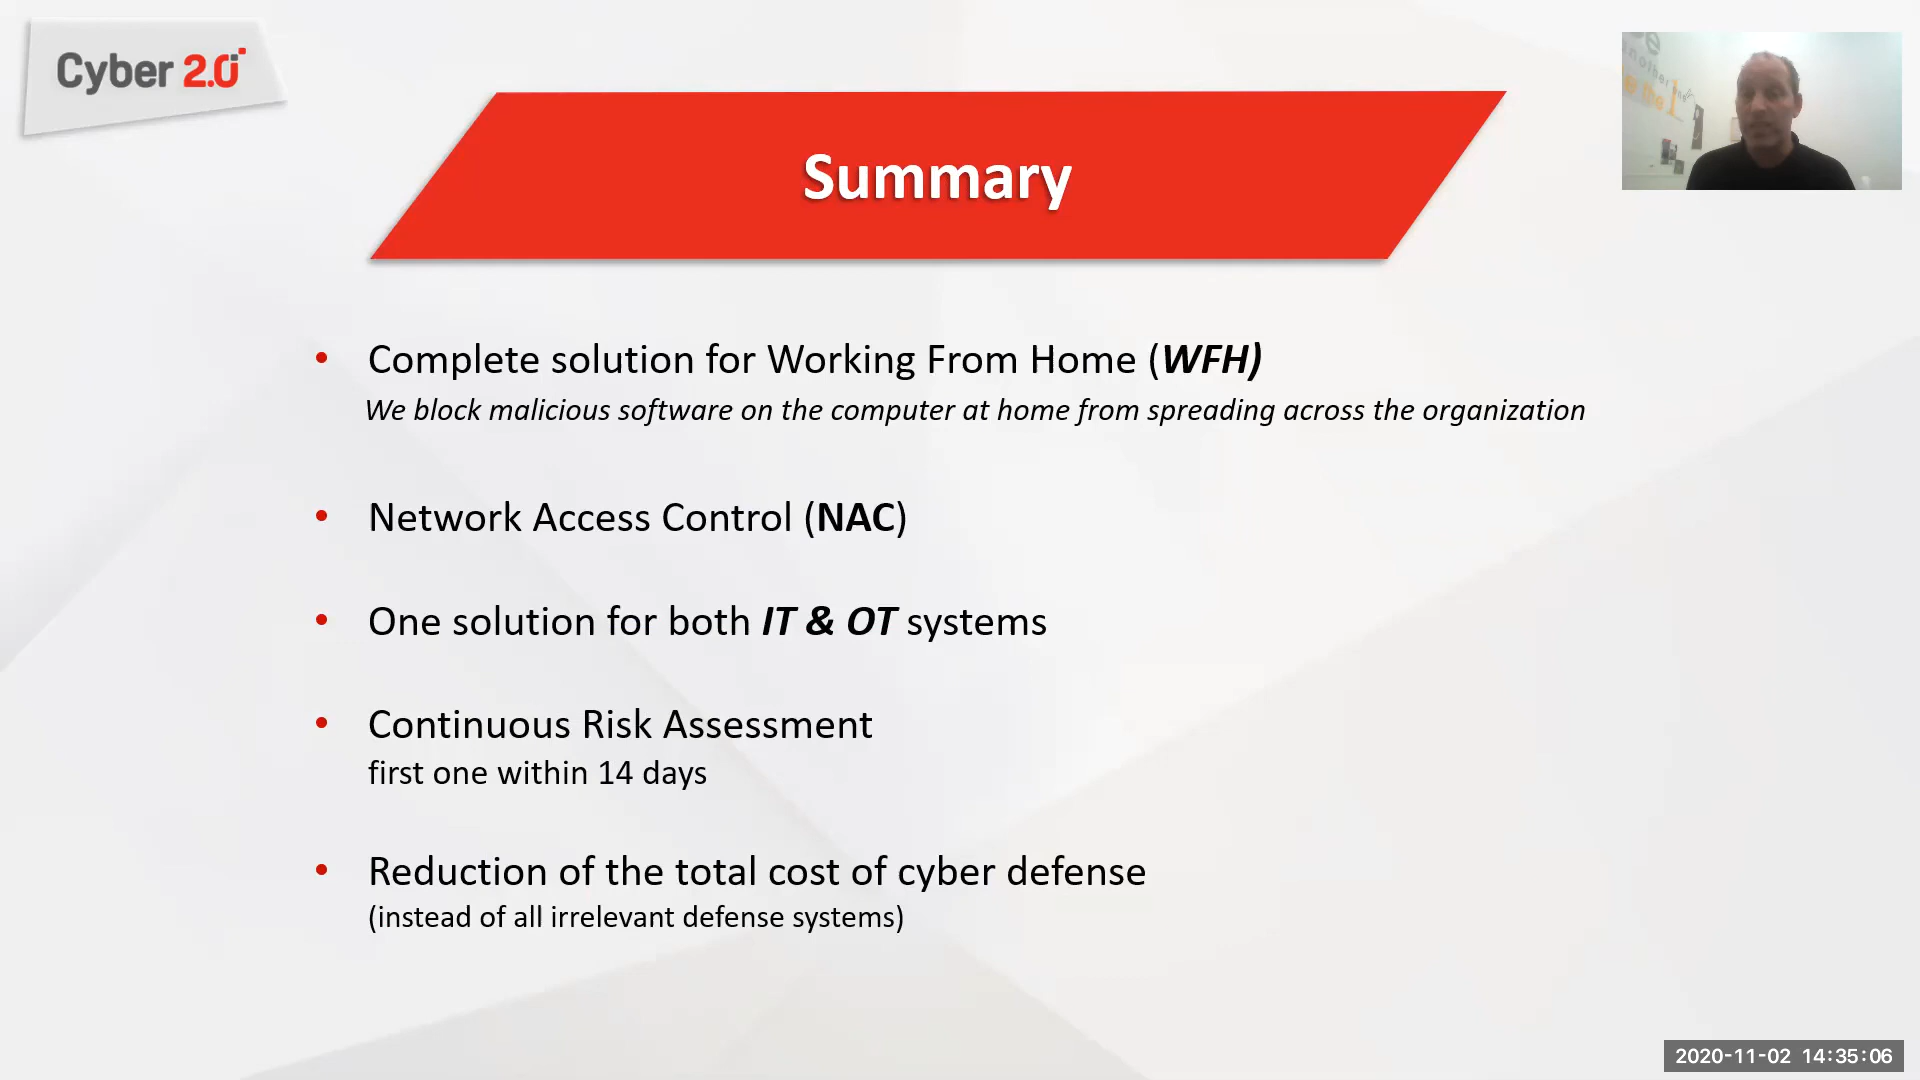 Cyber 2.0
Summary
• Complete solution for Working From Home (WFH)
We block malicious software on the computer at home from spreading across the organization
• Network Access Control (NAC)
• One solution for both IT & OT systems
• Continuous Risk Assessment
first one within 14 days
• Reduction of the total cost of cyber defense
(instead of all irrelevant defense systems)
2020-11-02 14:35:06